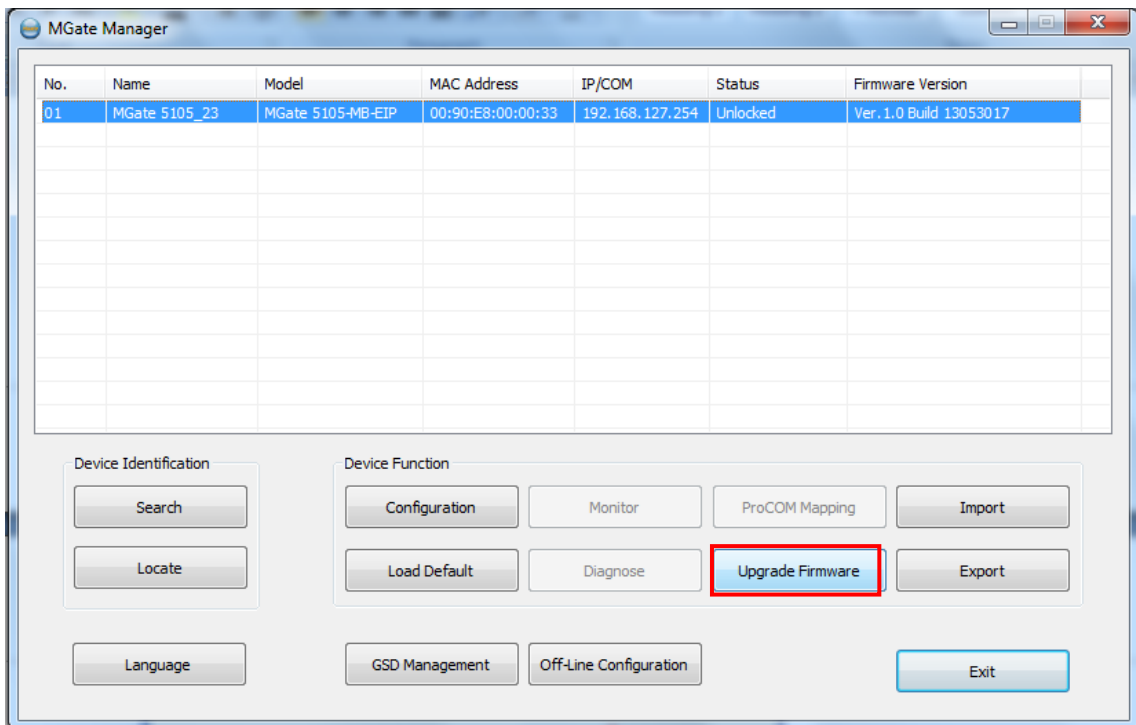 MGate Manager
No. Name Model MAC Address IP/COM Status Firmware Version
01 MGate 5105_23 MGate 5105-MB-EIP 00:90:E8:00:00:33 192.168.127.254 Unlocked Ver.1.0 Build 13053017
Device Identification Device Function
Search Configuration Monitor ProCOM Mapping Import
Locate Load Default Diagnose Upgrade Firmware Export
Language GSD Management Off-Line Configuration Exit